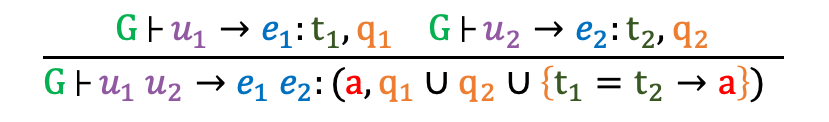 G ⊢ u₁ → e₁: t₁, q₁ G ⊢ u₂ → e₂: t₂, q₂
G ⊢ u₁ u₂ → e₁ e₂: (a, q₁ ∪ q₂ ∪ {t₁ = t₂ → a})